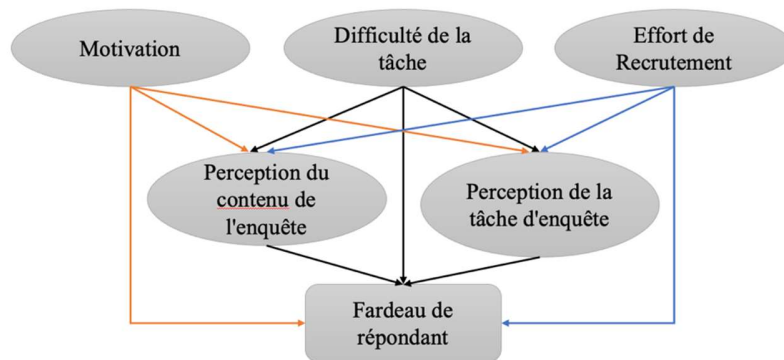 Motivation
Difficulté de la
tâche
Effort de
Recrutement
Perception du
contenu de
l'enquête
Perception de la
tâche d'enquête
Fardeau de
répondant